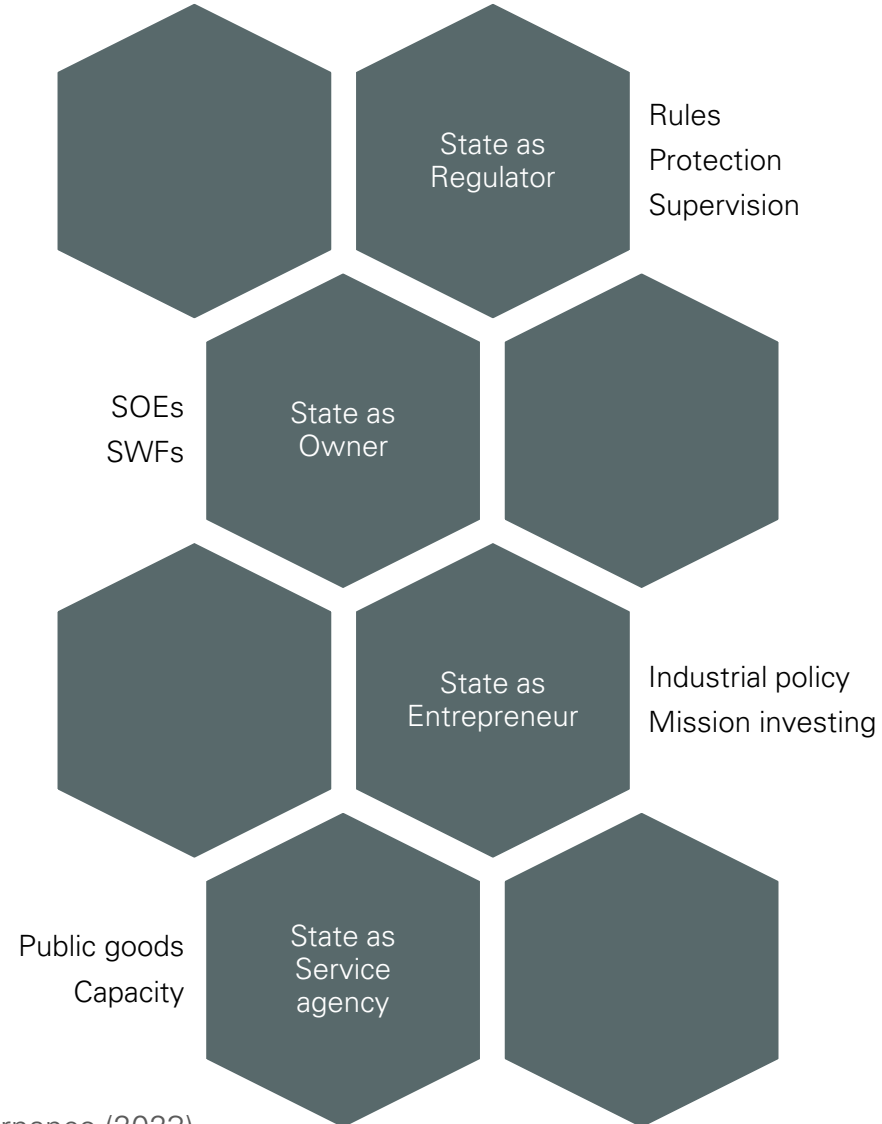 State as
Regulator
Rules
Protection
Supervision
SOEs
SWFs
State as
Owner
State as
Entrepreneur
Industrial policy
Mission investing
Public goods
Capacity
State as
Service
agency